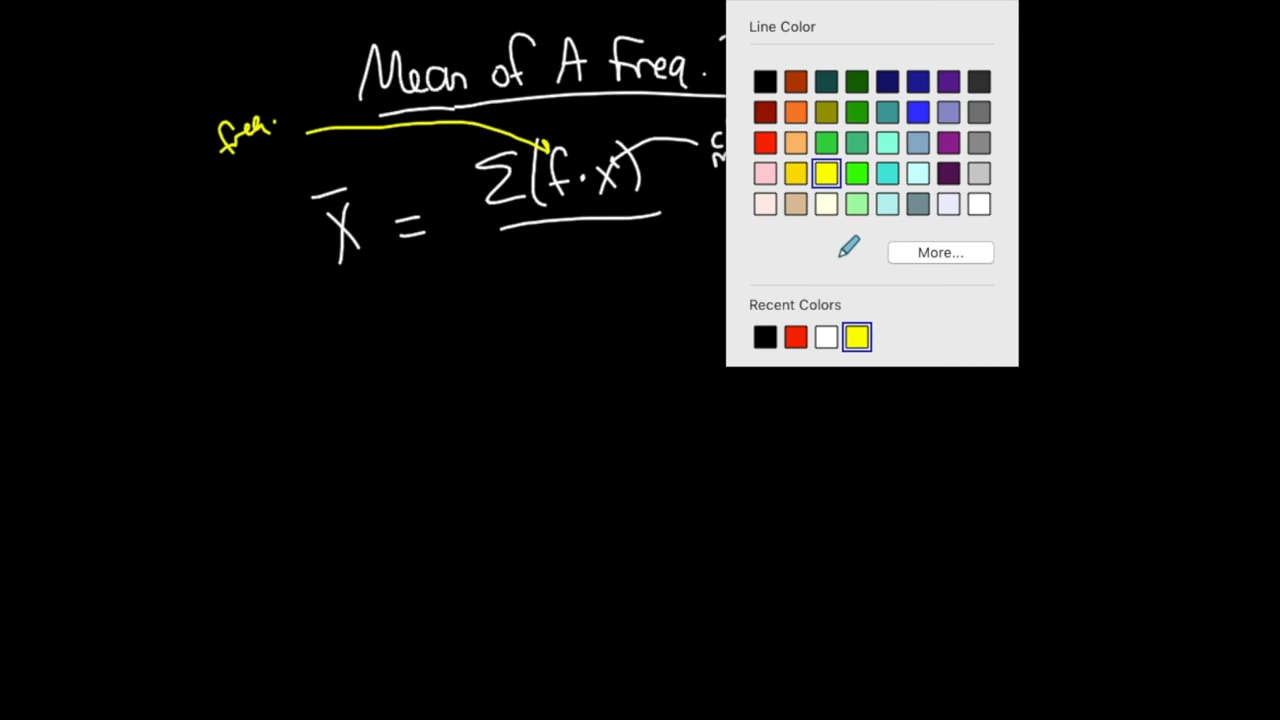 Mean of A Freq.
Line Color
freq.
x̄ = Σ(f·x)
c
m
More...
Recent Colors